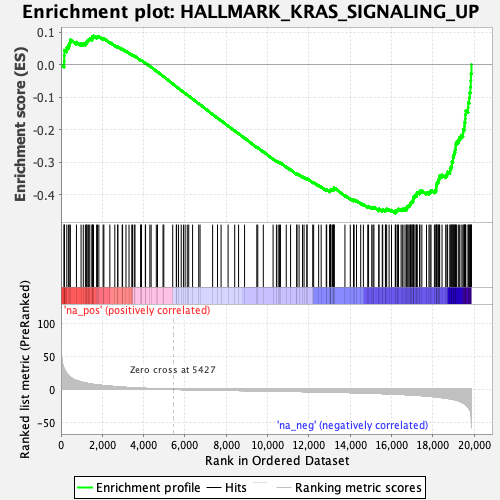 Enrichment plot: HALLMARK_KRAS_SIGNALING_UP
Enrichment score (ES)
0.1
0.0
-0.1
-0.2
-0.3
-0.4
'na_pos' (positively correlated)
Ranked list metric (PreRanked)
100
50
0
-50
Zero cross at 5427
'na_neg' (negatively correlated)
0
2,000
4,000
6,000
8,000
10,000
12,000
14,000
16,000
18,000
20,000
Rank in Ordered Dataset
Enrichment profile
Hits
Ranking metric scores